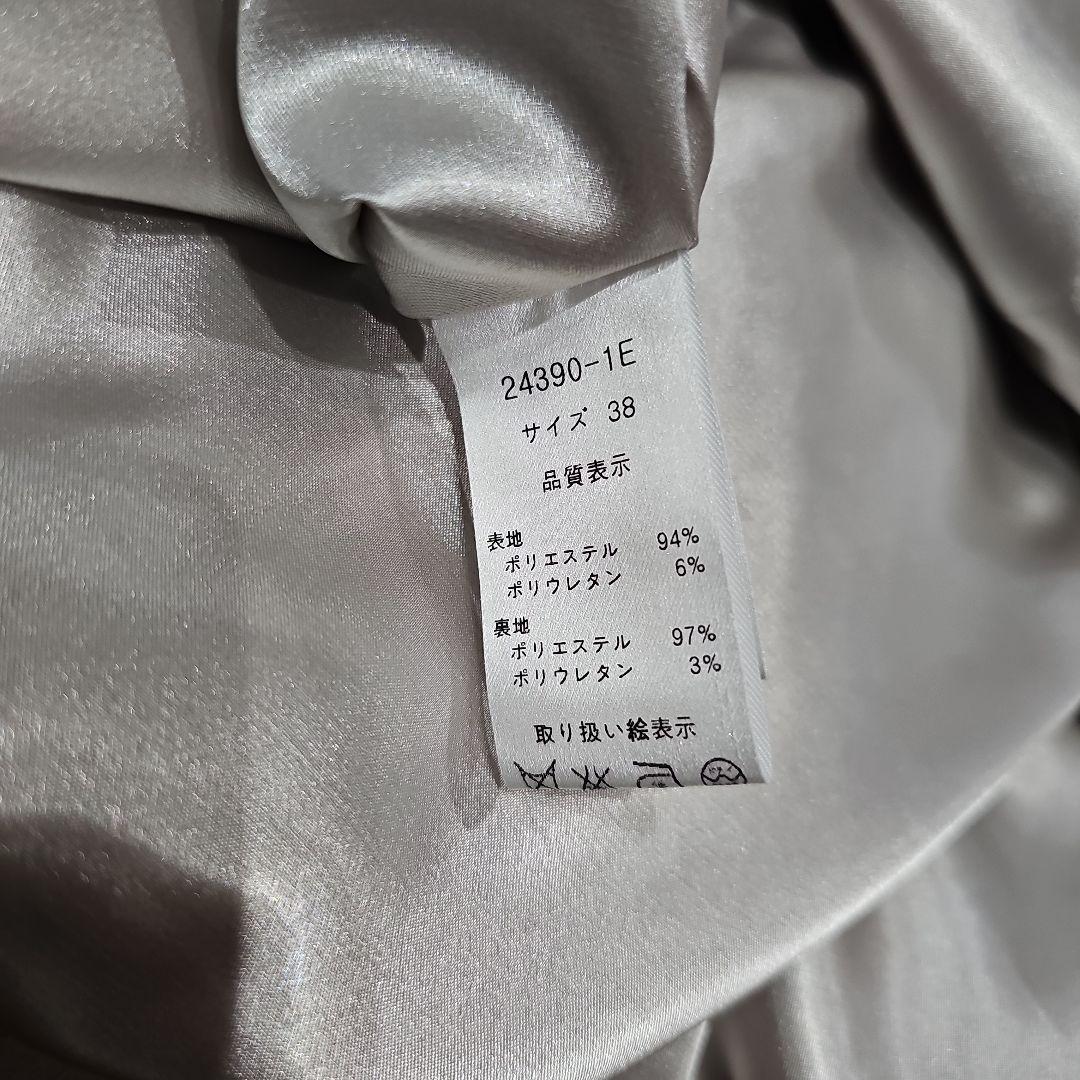 24390-1E
サイズ 38
品質表示
表地
ポリエステル 94%
ポリウレタン 6%
裏地
ポリエステル 97%
ポリウレタン 3%
取り扱い絵表示